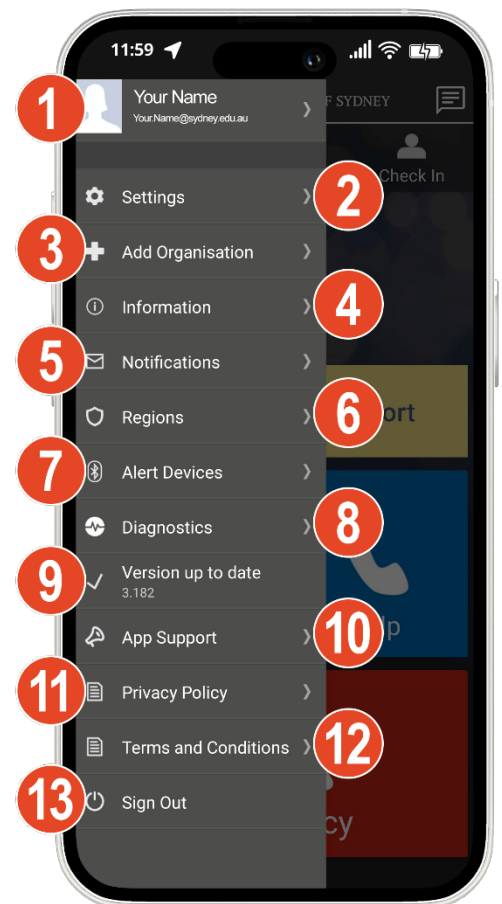 11:59
1
Your Name
Your.Name@sydney.edu.au
F SYDNEY
Check In
Settings
2
3
Add Organisation
Information
4
5
Notifications
Regions
6
ort
7
Alert Devices
Diagnostics
8
9
Version up to date
3.182
App Support
10
lp
11
Privacy Policy
Terms and Conditions
12
13
Sign Out
cy